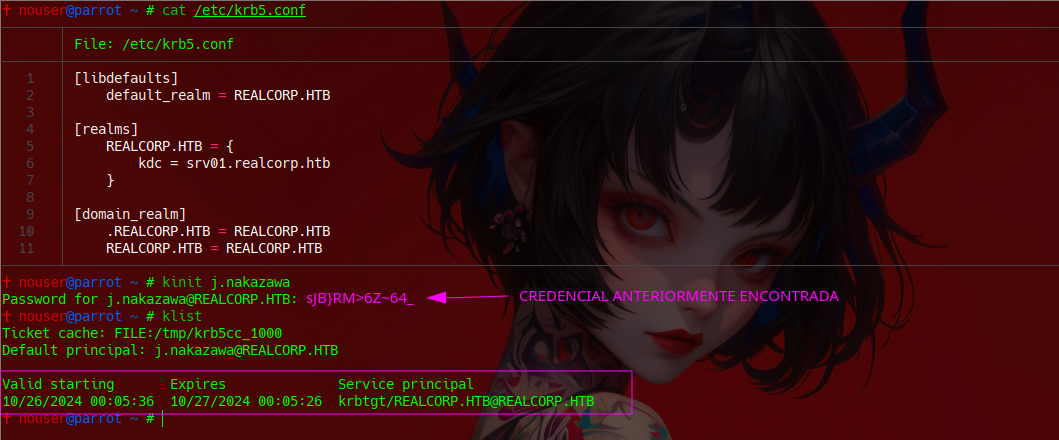 † nouser@parrot ~ # cat /etc/krb5.conf
File: /etc/krb5.conf
1 [libdefaults]
2 default_realm = REALCORP.HTB
3
4 [realms]
5 REALCORP.HTB = {
6 kdc = srv01.realcorp.htb
7 }
8
9 [domain_realm]
10 .REALCORP.HTB = REALCORP.HTB
11 REALCORP.HTB = REALCORP.HTB
† nouser@parrot ~ # kinit j.nakazawa
Password for j.nakazawa@REALCORP.HTB: sJB}RM>6Z~64_ CREDENCIAL ANTERIORMENTE ENCONTRADA
† nouser@parrot ~ # klist
Ticket cache: FILE:/tmp/krb5cc_1000
Default principal: j.nakazawa@REALCORP.HTB
Valid starting Expires Service principal
10/26/2024 00:05:36 10/27/2024 00:05:26 krbtgt/REALCORP.HTB@REALCORP.HTB
† nouser@parrot ~ #